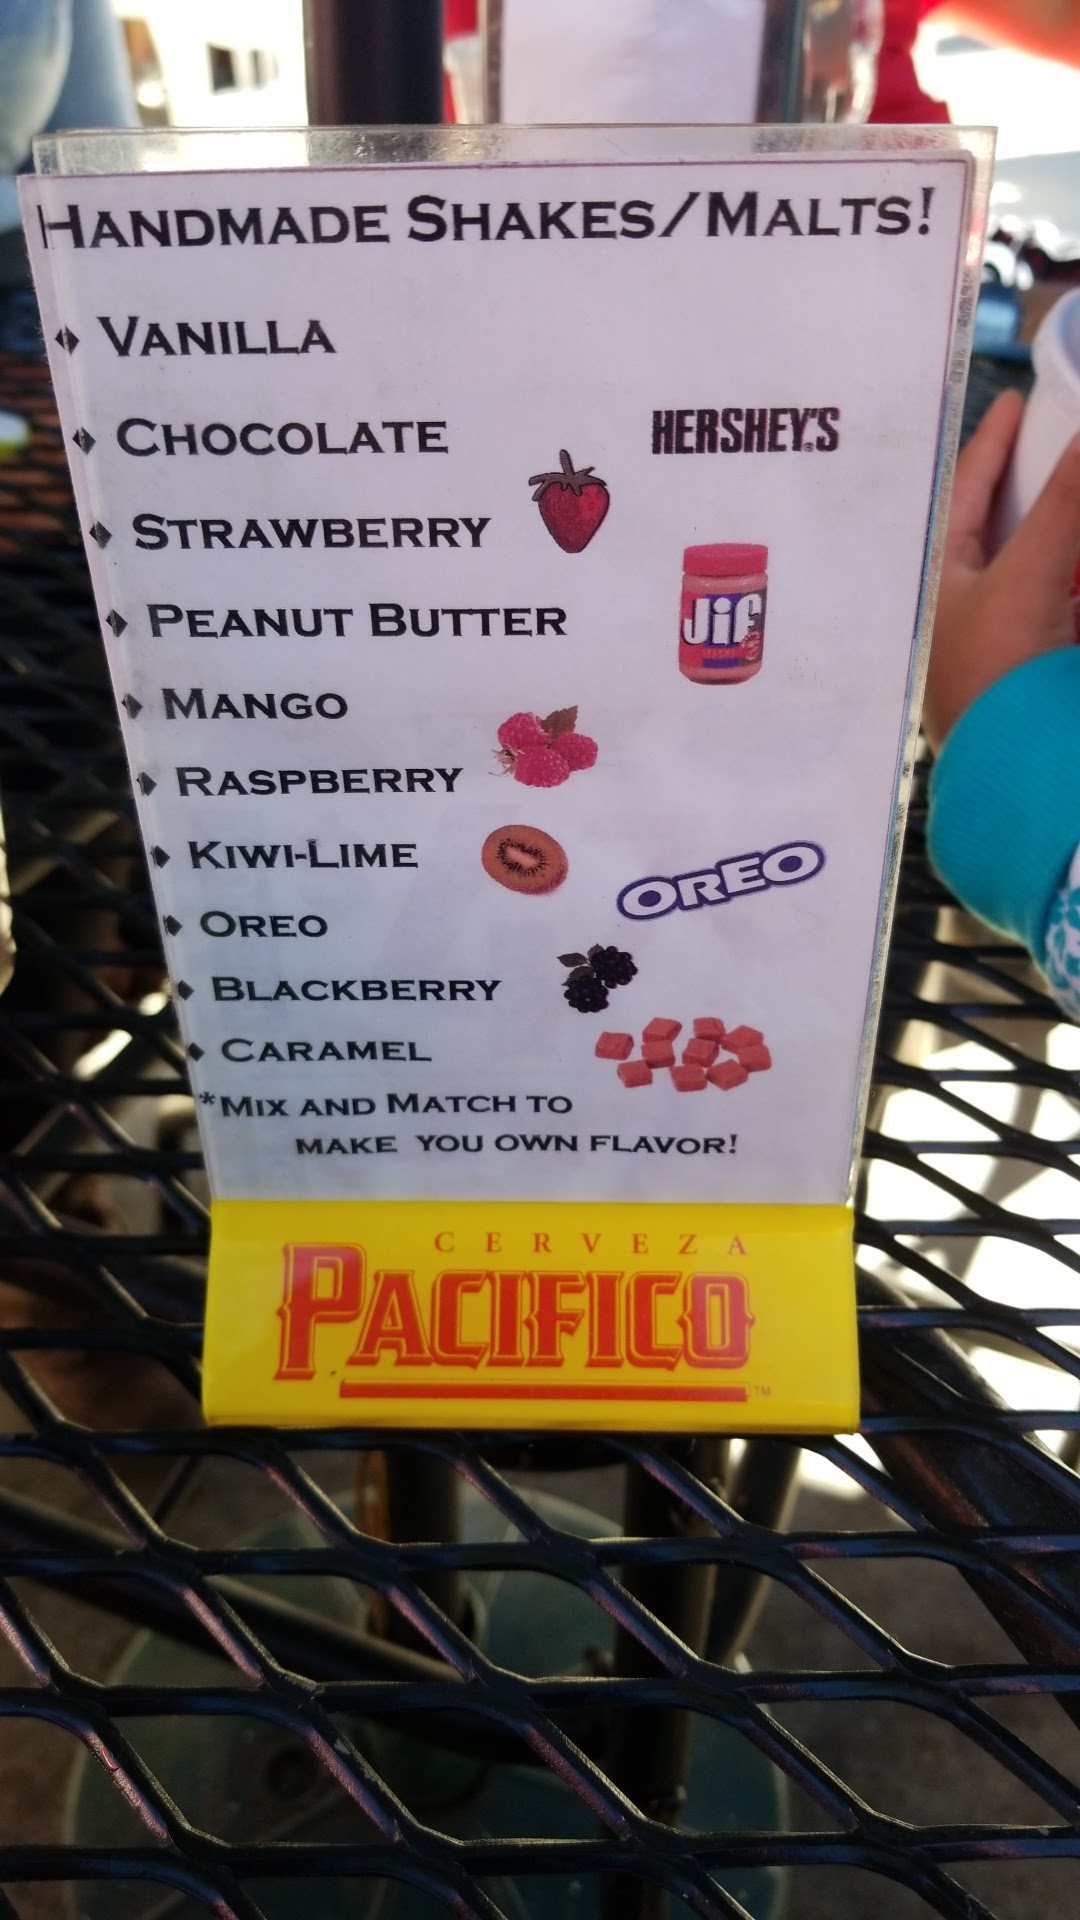 HANDMADE SHAKES/MALTS!
VANILLA
CHOCOLATE
HERSHEY'S
STRAWBERRY
PEANUT BUTTER
Jif
MANGO
RASPBERRY
KIWI-LIME
OREO
OREO
BLACKBERRY
CARAMEL
*MIX AND MATCH TO
MAKE YOU OWN FLAVOR!
CERVEZA
PACIFICO
TM